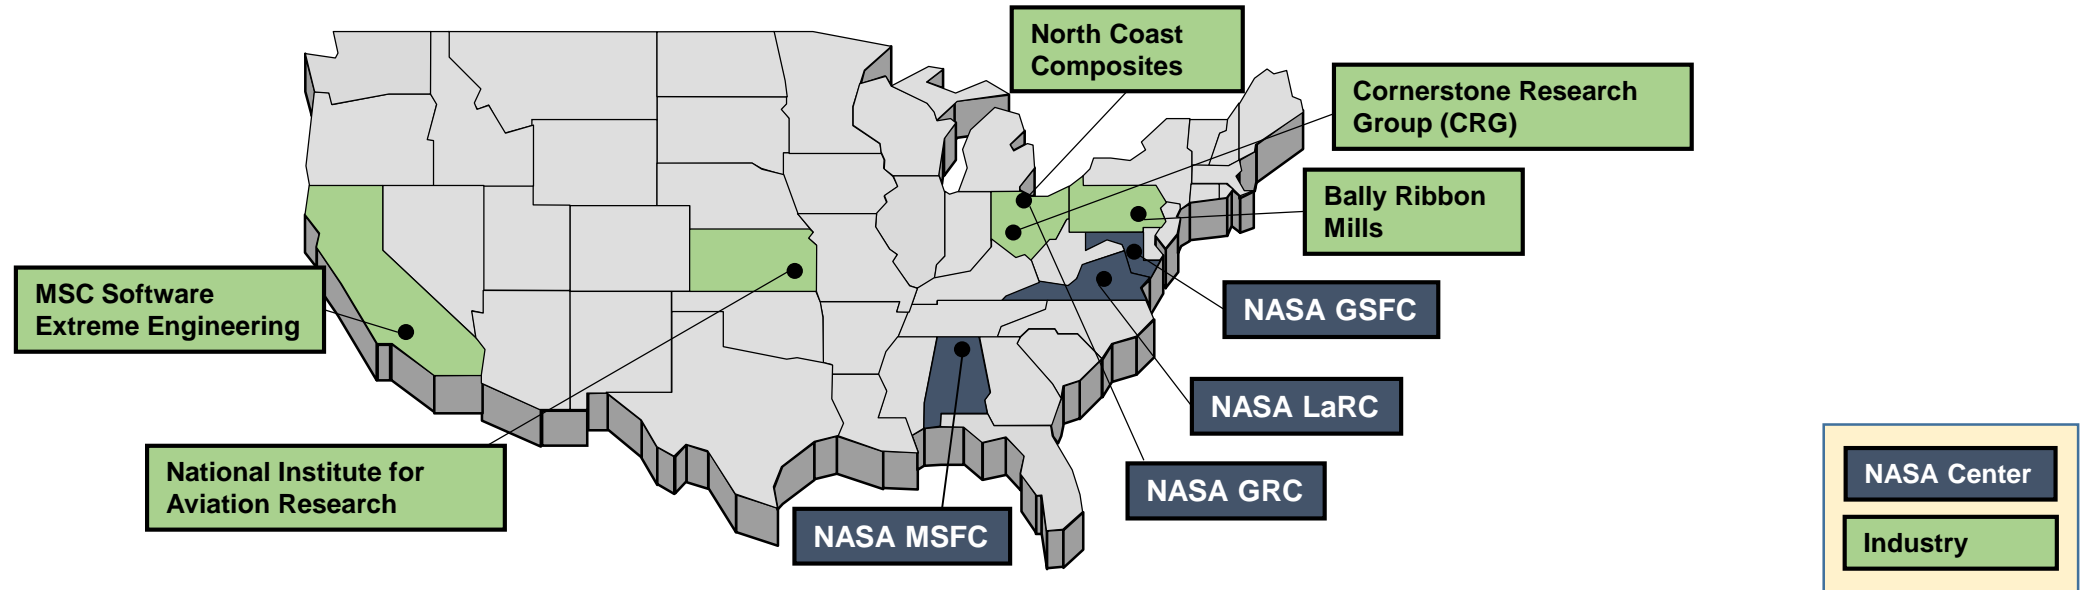 North Coast
Composites
Cornerstone Research
Group (CRG)
Bally Ribbon
Mills
MSC Software
Extreme Engineering
NASA GSFC
NASA LaRC
National Institute for
Aviation Research
NASA GRC
NASA MSFC
NASA Center
Industry